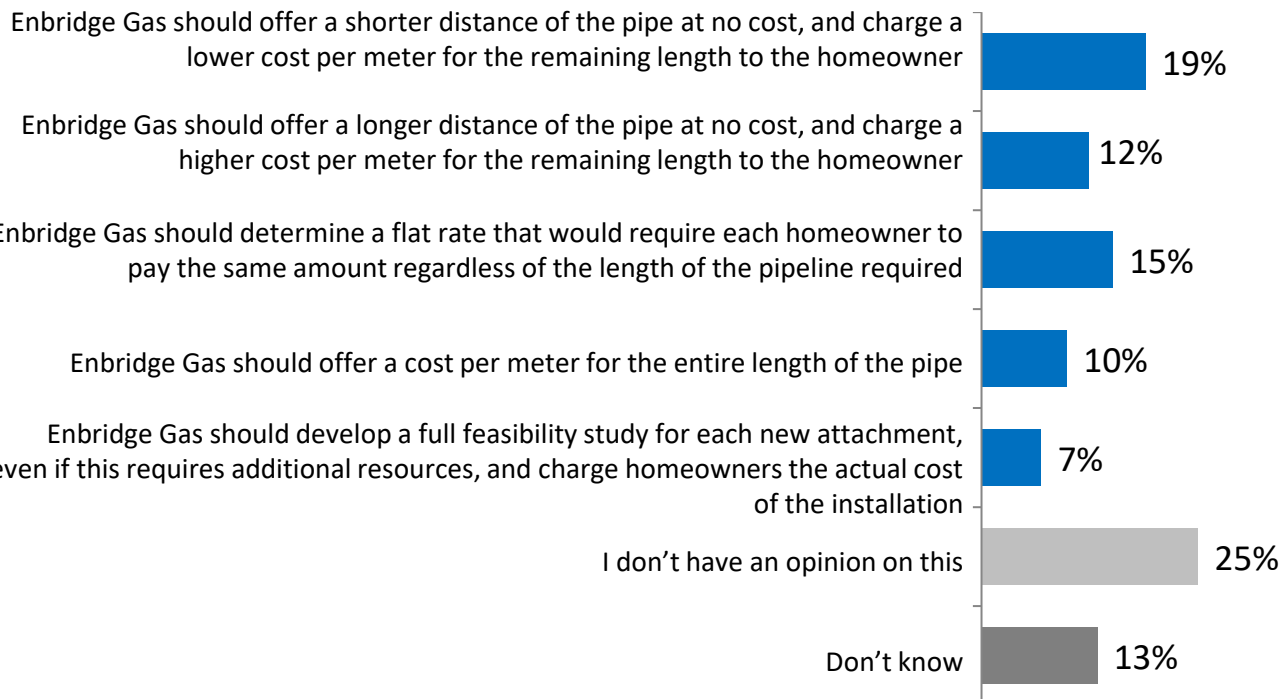 Enbridge Gas should offer a shorter distance of the pipe at no cost, and charge a
lower cost per meter for the remaining length to the homeowner
19%
Enbridge Gas should offer a longer distance of the pipe at no cost, and charge a
higher cost per meter for the remaining length to the homeowner
12%
Enbridge Gas should determine a flat rate that would require each homeowner to
pay the same amount regardless of the length of the pipeline required
15%
Enbridge Gas should offer a cost per meter for the entire length of the pipe
10%
Enbridge Gas should develop a full feasibility study for each new attachment,
even if this requires additional resources, and charge homeowners the actual cost
of the installation
7%
I don’t have an opinion on this
25%
Don’t know
13%